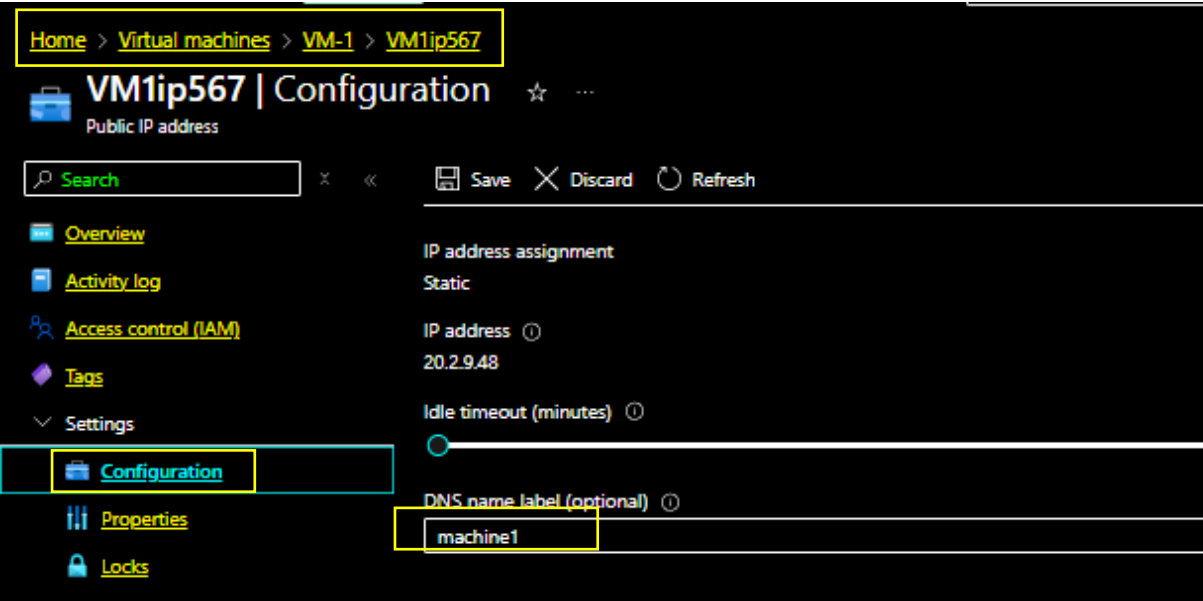 Home > Virtual machines > VM-1 > VM1ip567
VM1ip567 | Configuration
Public IP address
Search
Save Discard Refresh
Overview
Activity log
Access control (IAM)
Tags
Settings
Configuration
Properties
Locks
IP address assignment
Static
IP address
20.2.9.48
Idle timeout (minutes)
DNS name label (optional)
machine1